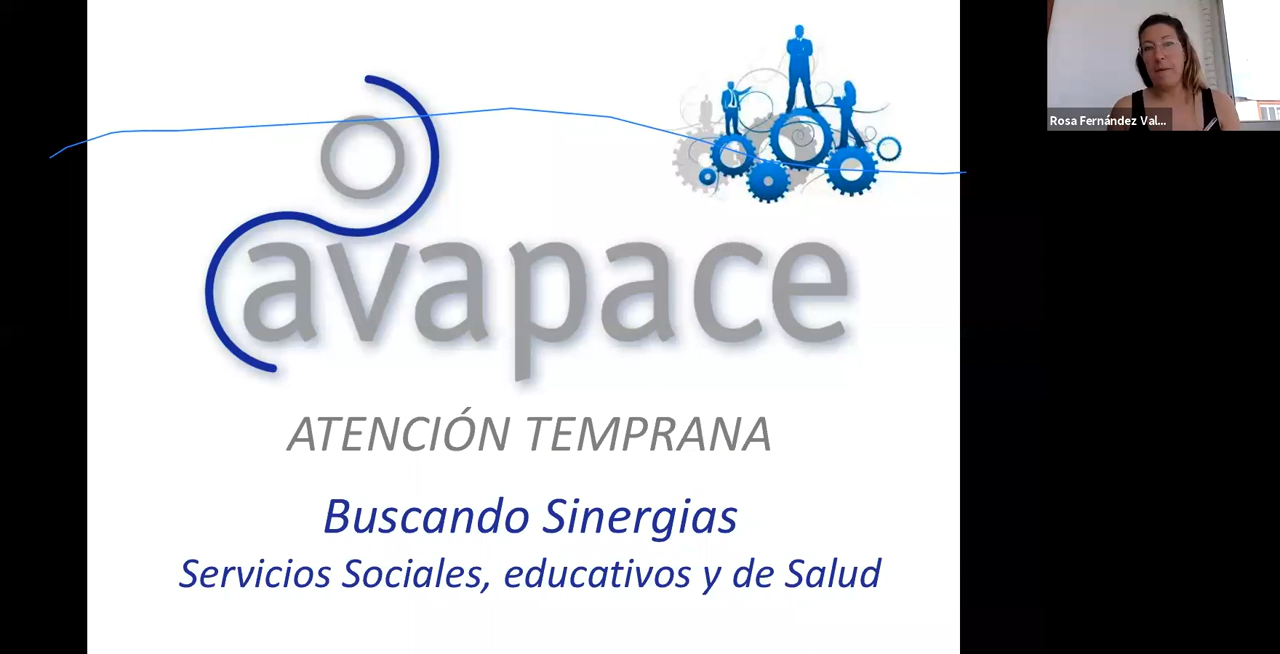 avapace
ATENCIÓN TEMPRANA
Buscando Sinergias
Servicios Sociales, educativos y de Salud
Rosa Fernández Val...